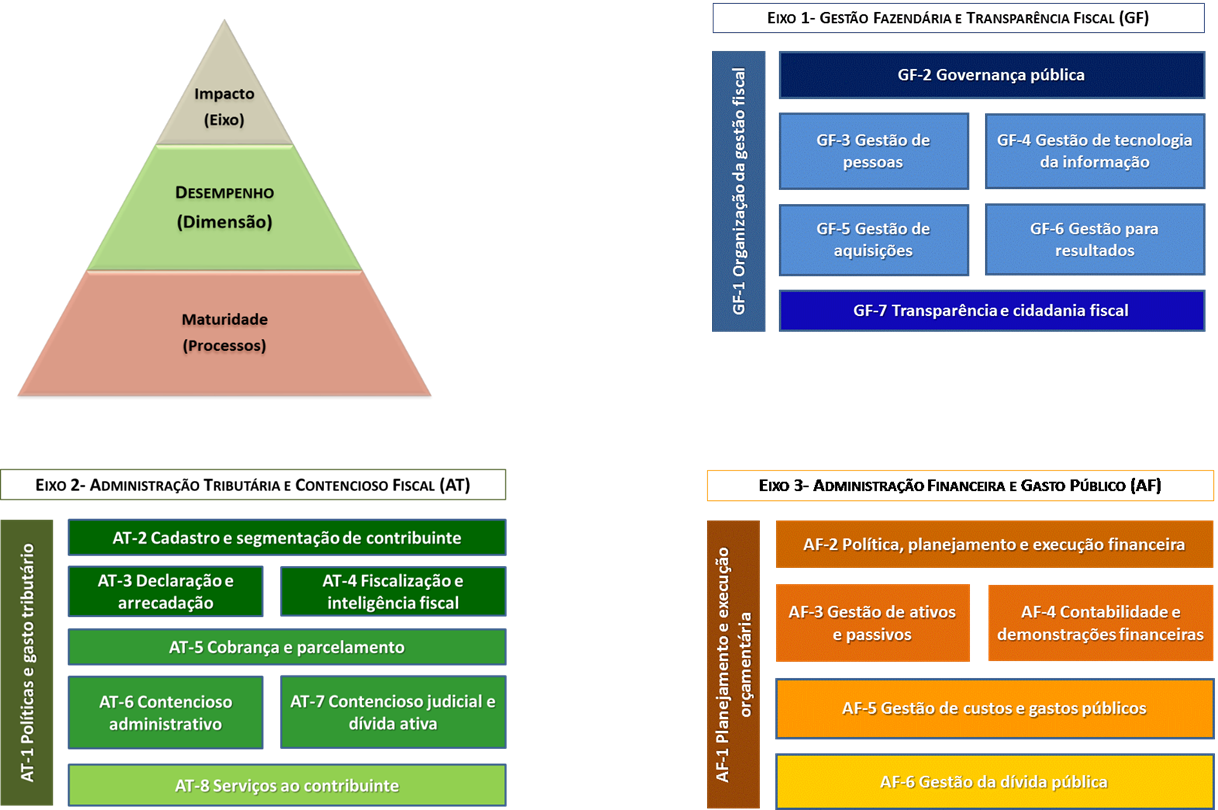 Impacto
(Eixo)
DESEMPENHO
(Dimensão)
Maturidade
(Processos)
EIXO 1- GESTÃO FAZENDÁRIA E TRANSPARÊNCIA FISCAL (GF)
GF-1 Organização da gestão fiscal
GF-2 Governança pública
GF-3 Gestão de
pessoas
GF-4 Gestão de tecnologia
da informação
GF-5 Gestão de
aquisições
GF-6 Gestão para
resultados
GF-7 Transparência e cidadania fiscal
EIXO 2- ADMINISTRAÇÃO TRIBUTÁRIA E CONTENCIOSO FISCAL (AT)
AT-1 Políticas e gasto tributário
AT-2 Cadastro e segmentação de contribuinte
AT-3 Declaração e
arrecadação
AT-4 Fiscalização e
inteligência fiscal
AT-5 Cobrança e parcelamento
AT-6 Contencioso
administrativo
AT-7 Contencioso judicial e
dívida ativa
AT-8 Serviços ao contribuinte
EIXO 3- ADMINISTRAÇÃO FINANCEIRA E GASTO PÚBLICO (AF)
AF-1 Planejamento e execução
orçamentária
AF-2 Política, planejamento e execução financeira
AF-3 Gestão de ativos
e passivos
AF-4 Contabilidade e
demonstrações financeiras
AF-5 Gestão de custos e gastos públicos
AF-6 Gestão da dívida pública